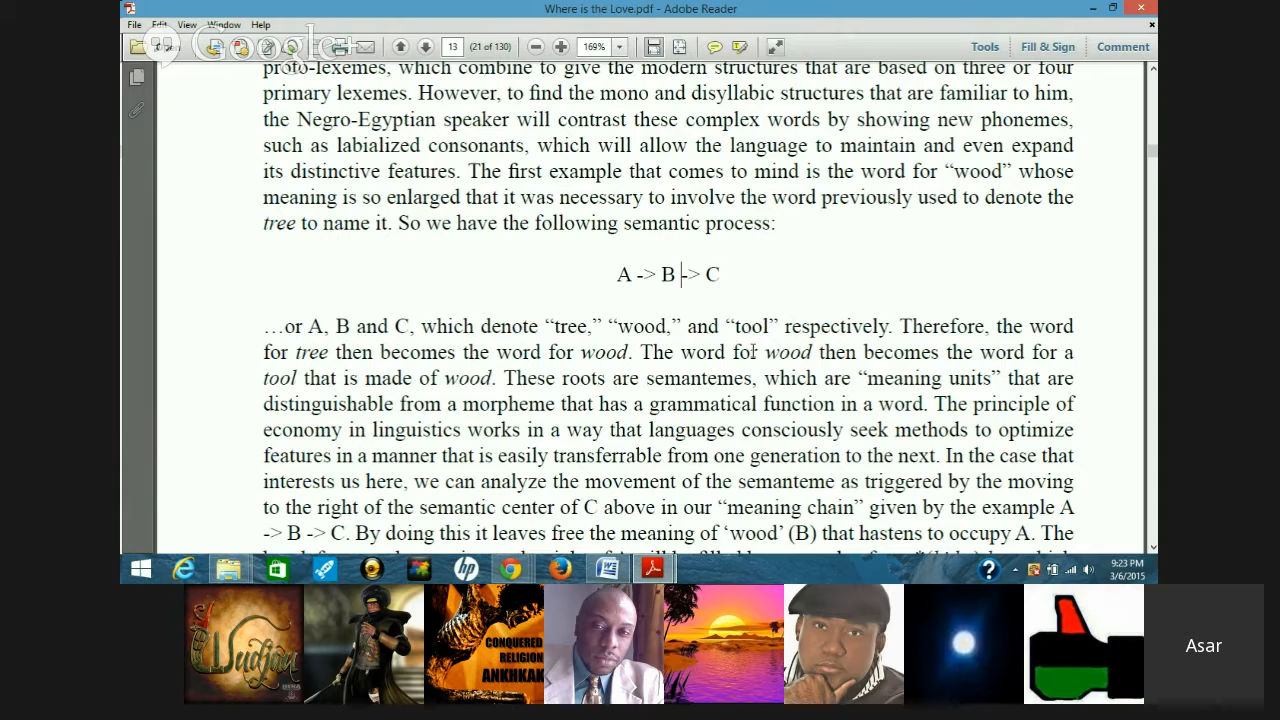 Where is the Love.pdf - Adobe Reader
File Edit View Window Help
Google+
13 (21 of 130) 169% Tools Fill & Sign Comment
proto-lexemes, which combine to give the modern structures that are based on three or four
primary lexemes. However, to find the mono and disyllabic structures that are familiar to him,
the Negro-Egyptian speaker will contrast these complex words by showing new phonemes,
such as labialized consonants, which will allow the language to maintain and even expand
its distinctive features. The first example that comes to mind is the word for “wood” whose
meaning is so enlarged that it was necessary to involve the word previously used to denote the
tree to name it. So we have the following semantic process:
A -> B -> C
…or A, B and C, which denote “tree,” “wood,” and “tool” respectively. Therefore, the word
for tree then becomes the word for wood. The word for wood then becomes the word for a
tool that is made of wood. These roots are semantemes, which are “meaning units” that are
distinguishable from a morpheme that has a grammatical function in a word. The principle of
economy in linguistics works in a way that languages consciously seek methods to optimize
features in a manner that is easily transferrable from one generation to the next. In the case that
interests us here, we can analyze the movement of the semanteme as triggered by the moving
to the right of the semantic center of C above in our “meaning chain” given by the example A
-> B -> C. By doing this it leaves free the meaning of ‘wood’ (B) that hastens to occupy A. The
9:23 PM
3/6/2015
CONQUERED
RELIGION
ANKHKAK
Asar